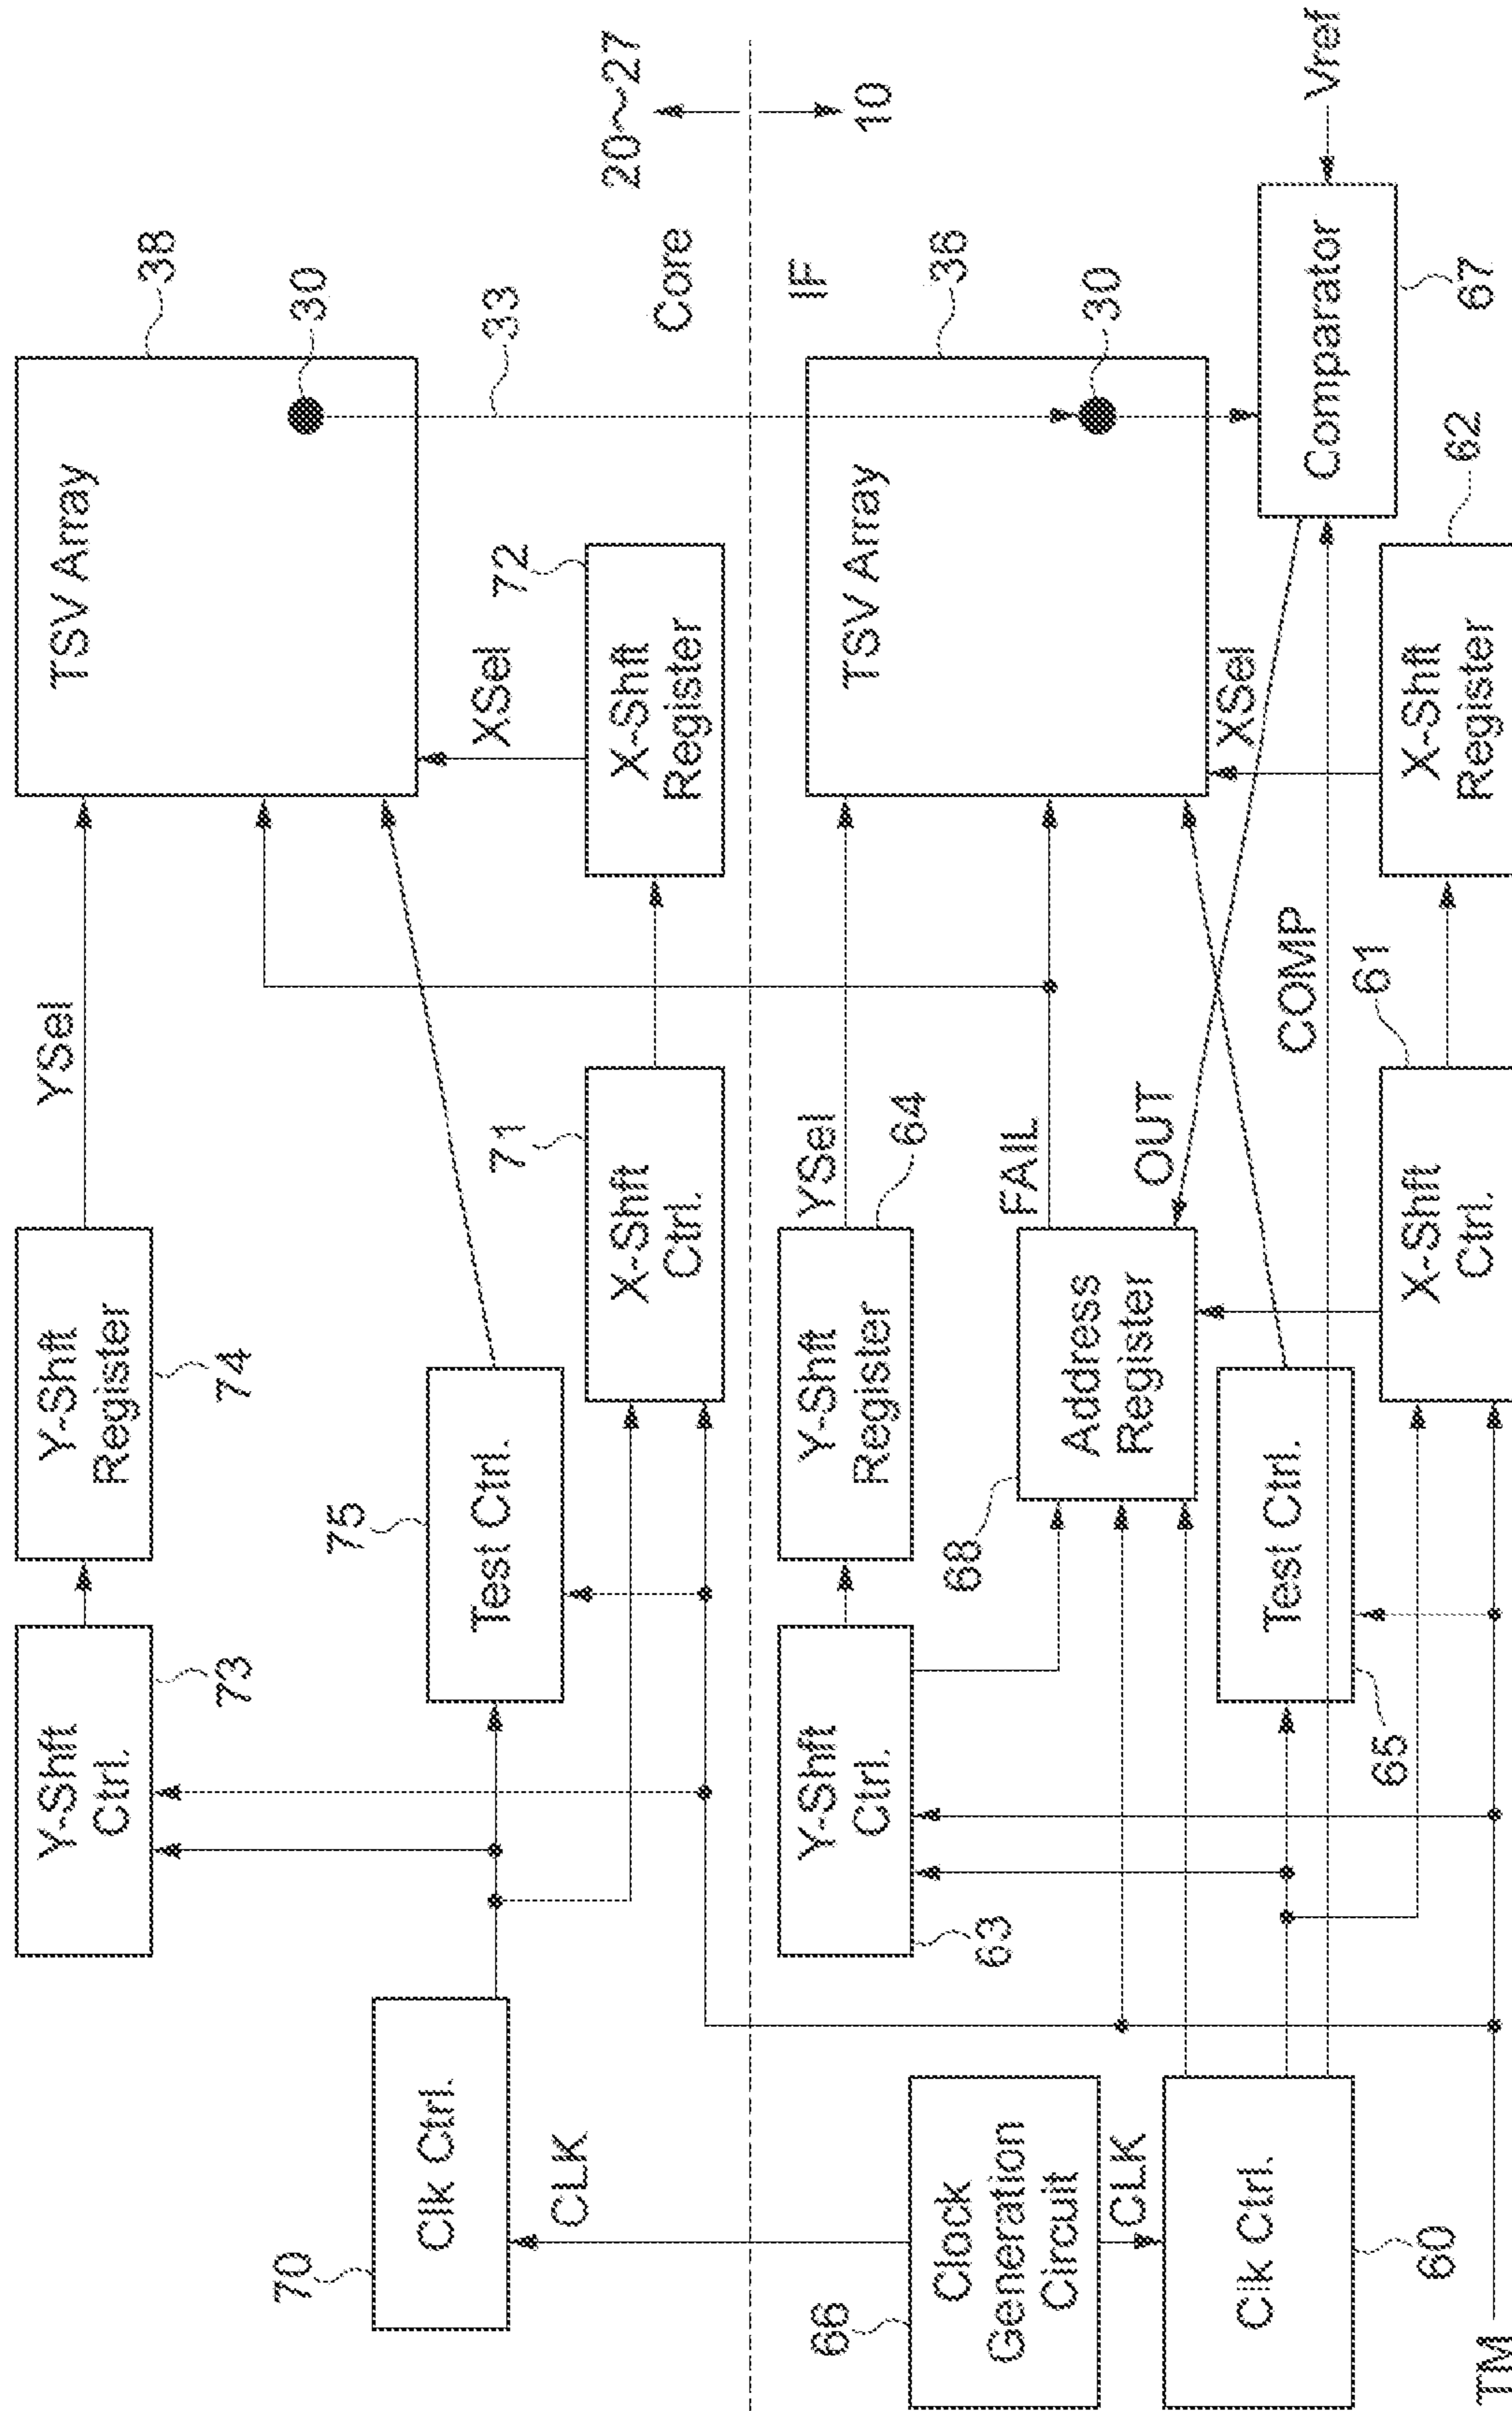 70
Clk Ctrl.
CLK
Y-Shft
Ctrl.
73
Y-Shft
Register
74
YSel
75
Test Ctrl.
71
X-Shft
Ctrl.
72
X-Shft
Register
XSel
TSV Array
38
30
33
Core
20~27
IF
10
66
Clock
Generation
Circuit
CLK
Clk Ctrl.
60
TM
Y-Shft
Ctrl.
63
Y-Shft
Register
64
YSel
68
Address
Register
FAIL
OUT
Test Ctrl.
65
COMP
61
X-Shft
Ctrl.
62
X-Shft
Register
XSel
TSV Array
36
30
Comparator
67
Vref